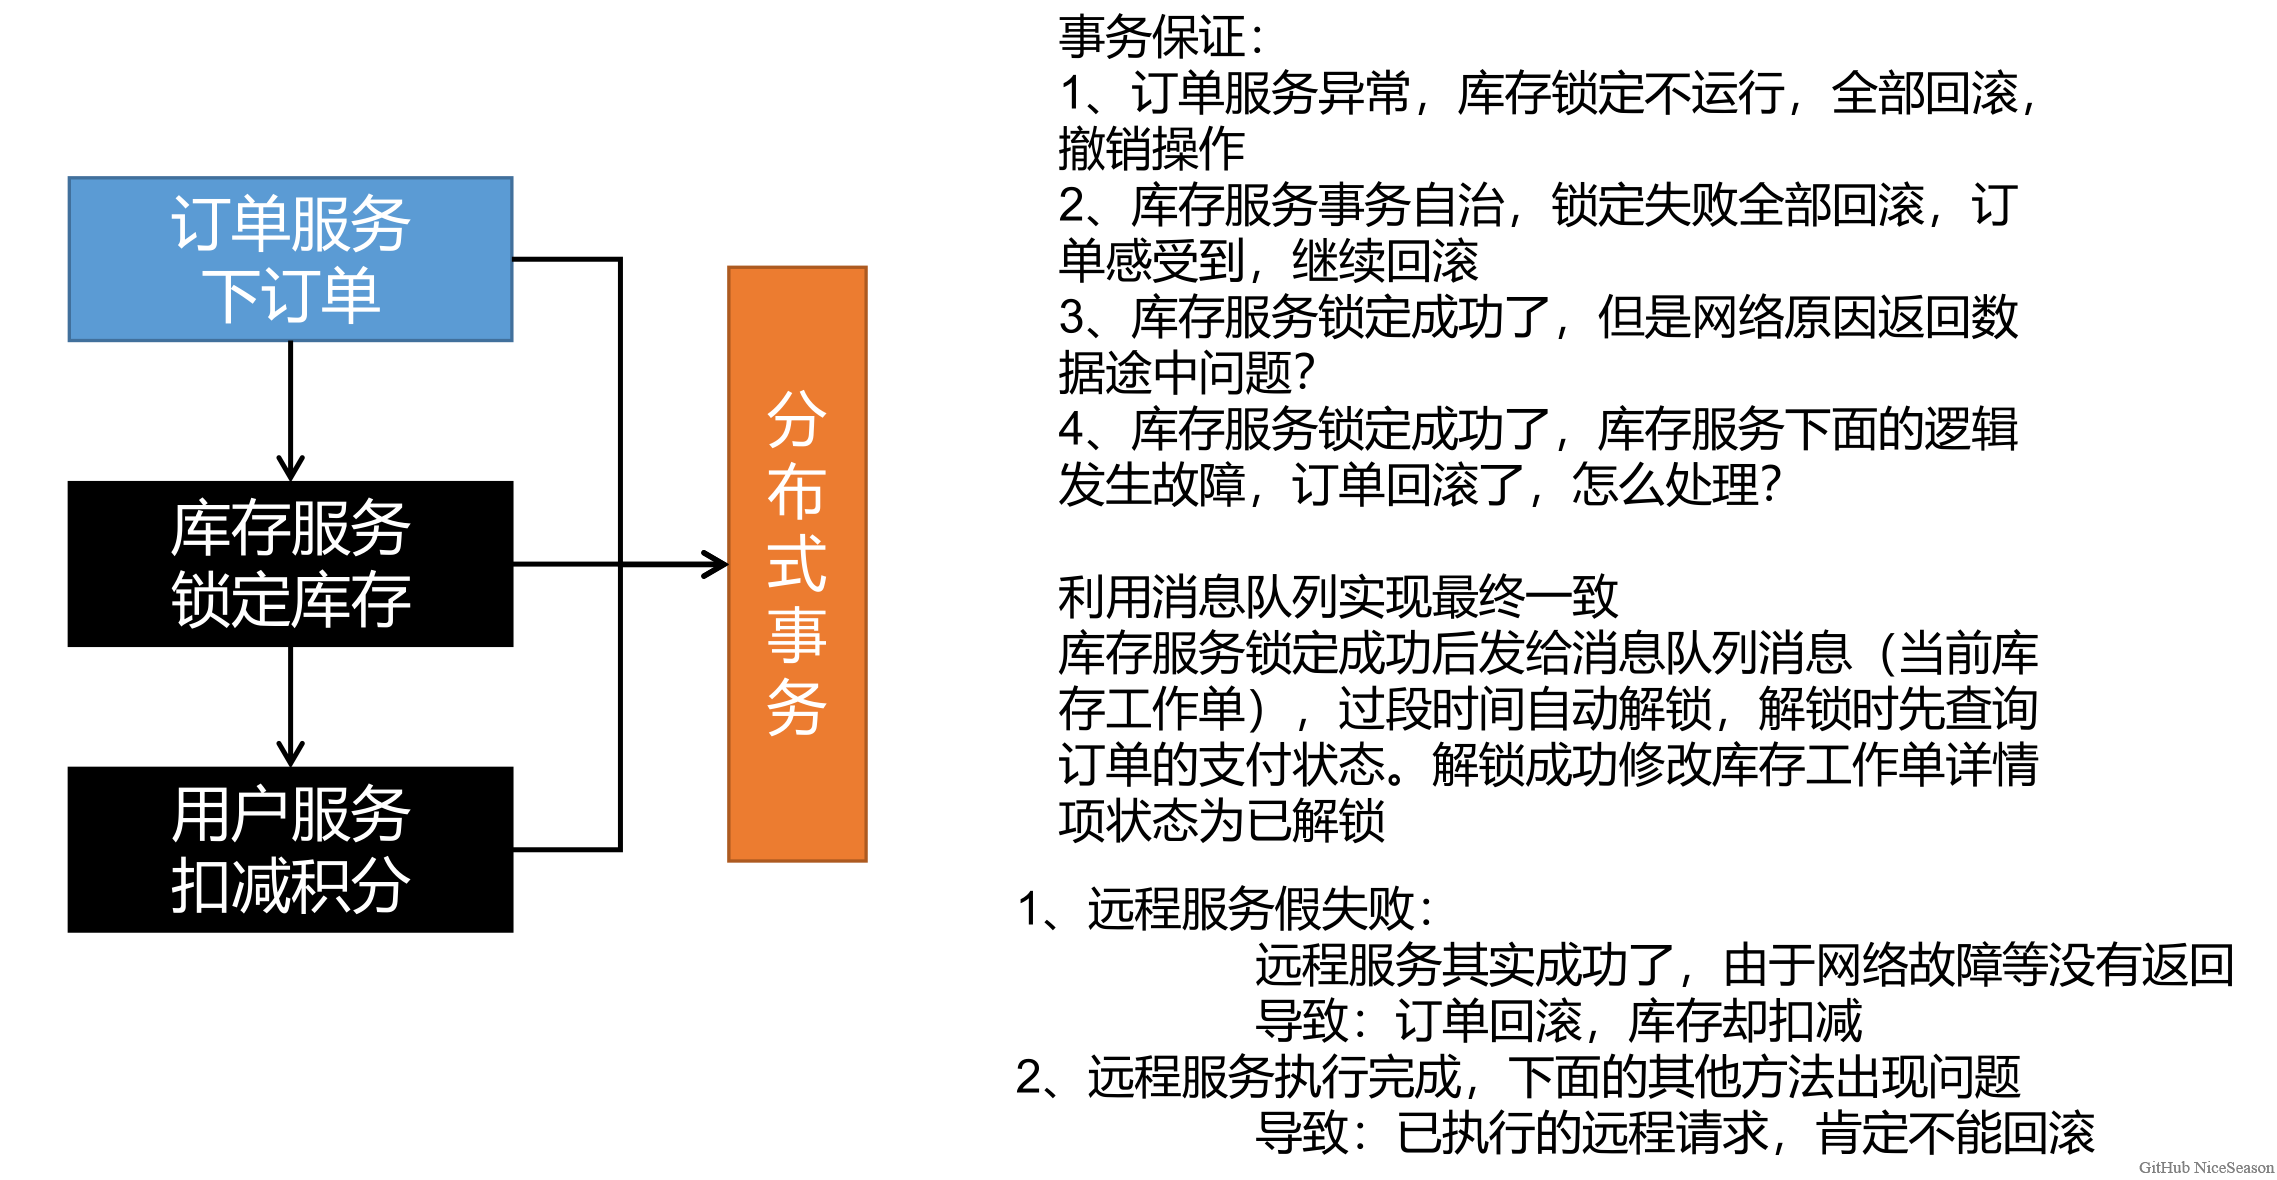 订单服务
下订单
库存服务
锁定库存
用户服务
扣减积分
分布式事务
事务保证：
1、订单服务异常，库存锁定不运行，全部回滚，
撤销操作
2、库存服务事务自治，锁定失败全部回滚，订
单感受到，继续回滚
3、库存服务锁定成功了，但是网络原因返回数
据途中问题？
4、库存服务锁定成功了，库存服务下面的逻辑
发生故障，订单回滚了，怎么处理？
利用消息队列实现最终一致
库存服务锁定成功后发给消息队列消息（当前库
存工作单），过段时间自动解锁，解锁时先查询
订单的支付状态。解锁成功修改库存工作单详情
项状态为已解锁
1、远程服务假失败：
远程服务其实成功了，由于网络故障等没有返回
导致：订单回滚，库存却扣减
2、远程服务执行完成，下面的其他方法出现问题
导致：已执行的远程请求，肯定不能回滚
GitHub NiceSeason